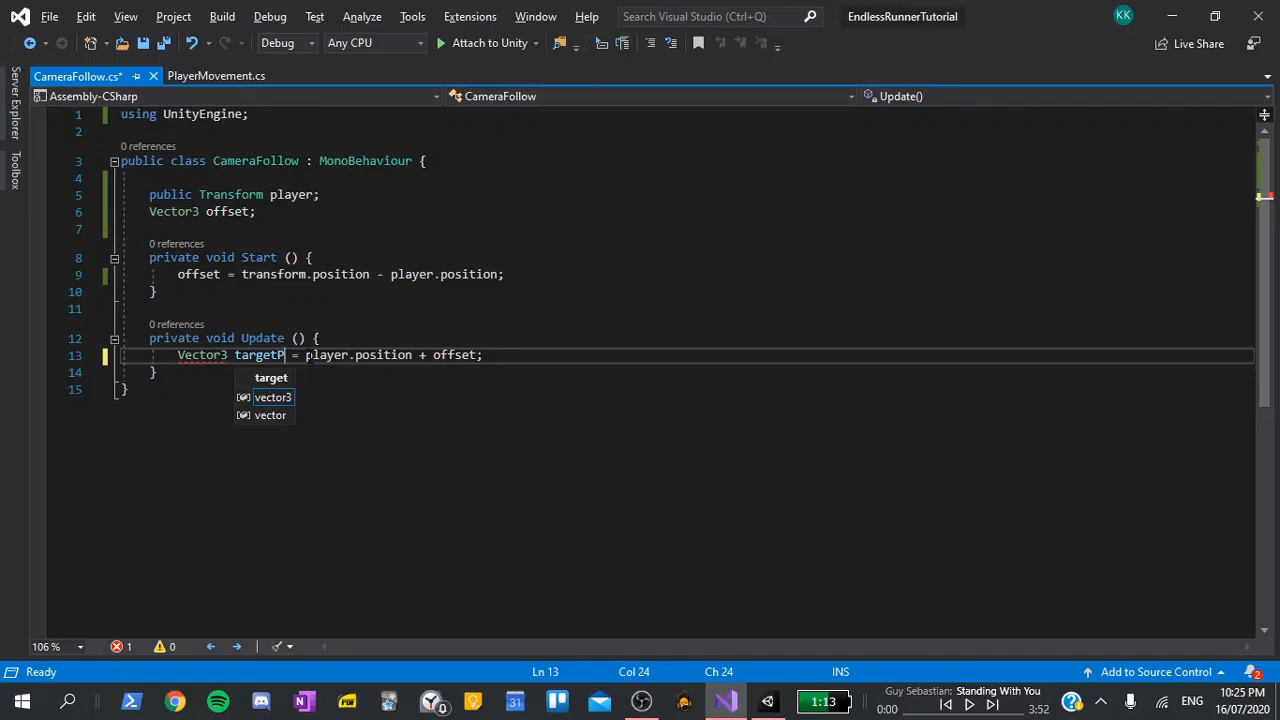 File Edit View Project Build Debug Test Analyze Tools Extensions Window Help Search Visual Studio (Ctrl+Q) EndlessRunnerTutorial KK
Debug Any CPU Attach to Unity Live Share
CameraFollow.cs* PlayerMovement.cs
Assembly-CSharp CameraFollow Update()
Server Explorer
Toolbox
1 using UnityEngine;
2
0 references
3 public class CameraFollow : MonoBehaviour {
4
5 public Transform player;
6 Vector3 offset;
7
0 references
8 private void Start () {
9 offset = transform.position - player.position;
10 }
11
0 references
12 private void Update () {
13 Vector3 targetP = player.position + offset;
14 }
15 }
target
vector3
vector
106 % 1 0
Ready Ln 13 Col 24 Ch 24 INS Add to Source Control 2
1:13 Guy Sebastian: Standing With You
0:00 3:52 ENG 10:25 PM
16/07/2020